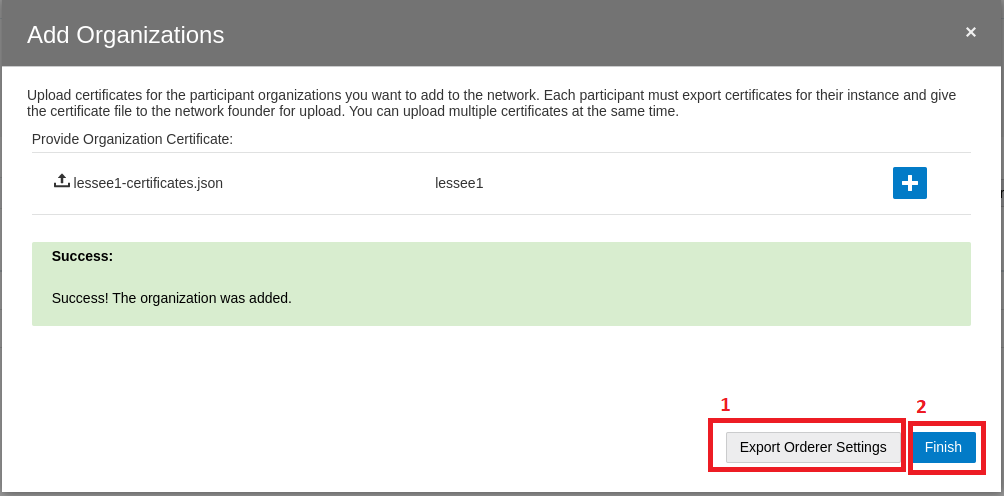 Add Organizations
×
Upload certificates for the participant organizations you want to add to the network. Each participant must export certificates for their instance and give
the certificate file to the network founder for upload. You can upload multiple certificates at the same time.
Provide Organization Certificate:
lessee1-certificates.json lessee1
Success:
Success! The organization was added.
1 2
Export Orderer Settings Finish